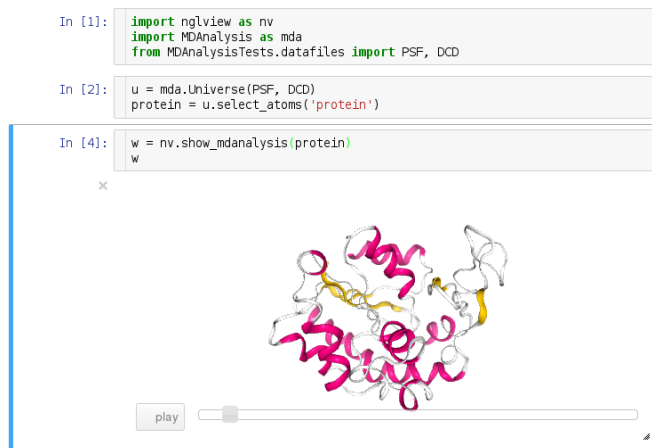 In [1]: import nglview as nv
import MDAnalysis as mda
from MDAnalysisTests.datafiles import PSF, DCD
In [2]: u = mda.Universe(PSF, DCD)
protein = u.select_atoms('protein')
In [4]: w = nv.show_mdanalysis(protein)
w
×
play